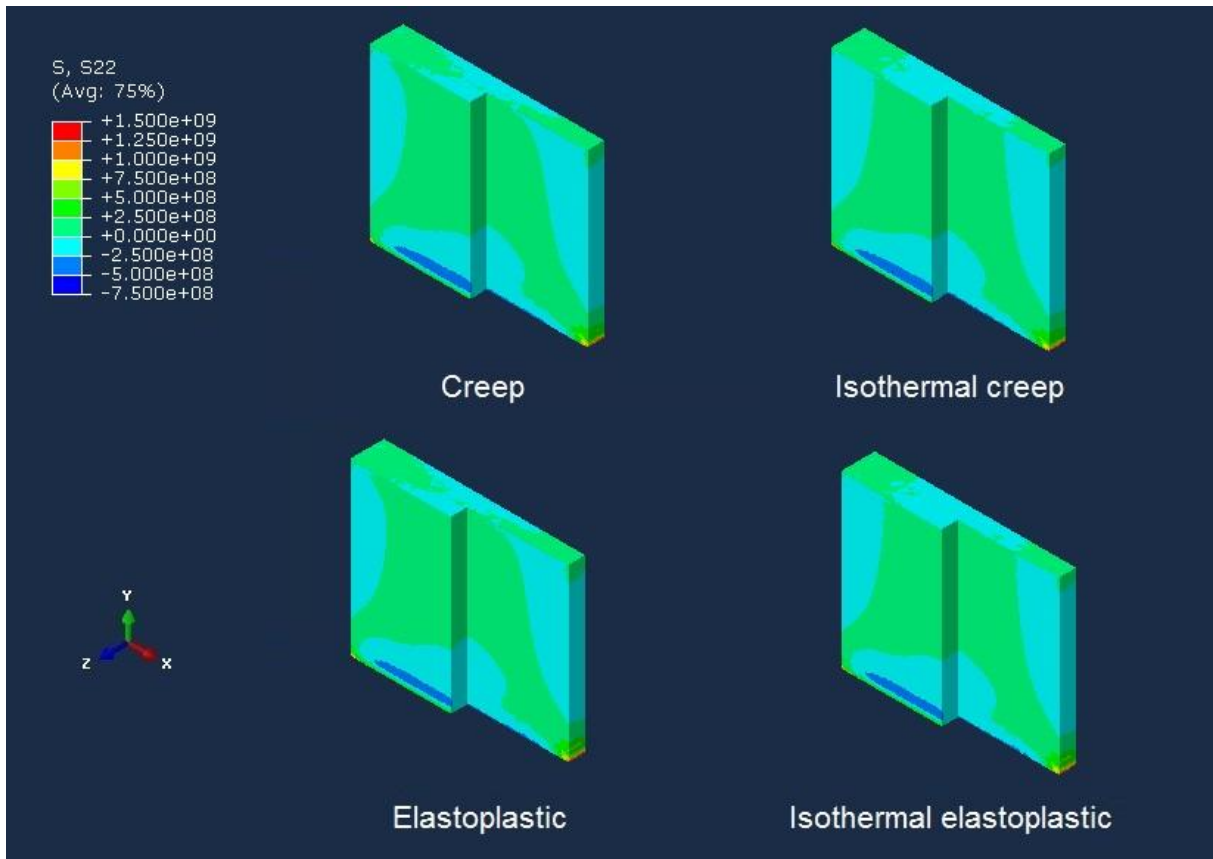 S, S22
(Avg: 75%)
+1.500e+09
+1.250e+09
+1.000e+09
+7.500e+08
+5.000e+08
+2.500e+08
+0.000e+00
-2.500e+08
-5.000e+08
-7.500e+08
Creep
Isothermal creep
Y
Z
X
Elastoplastic
Isothermal elastoplastic